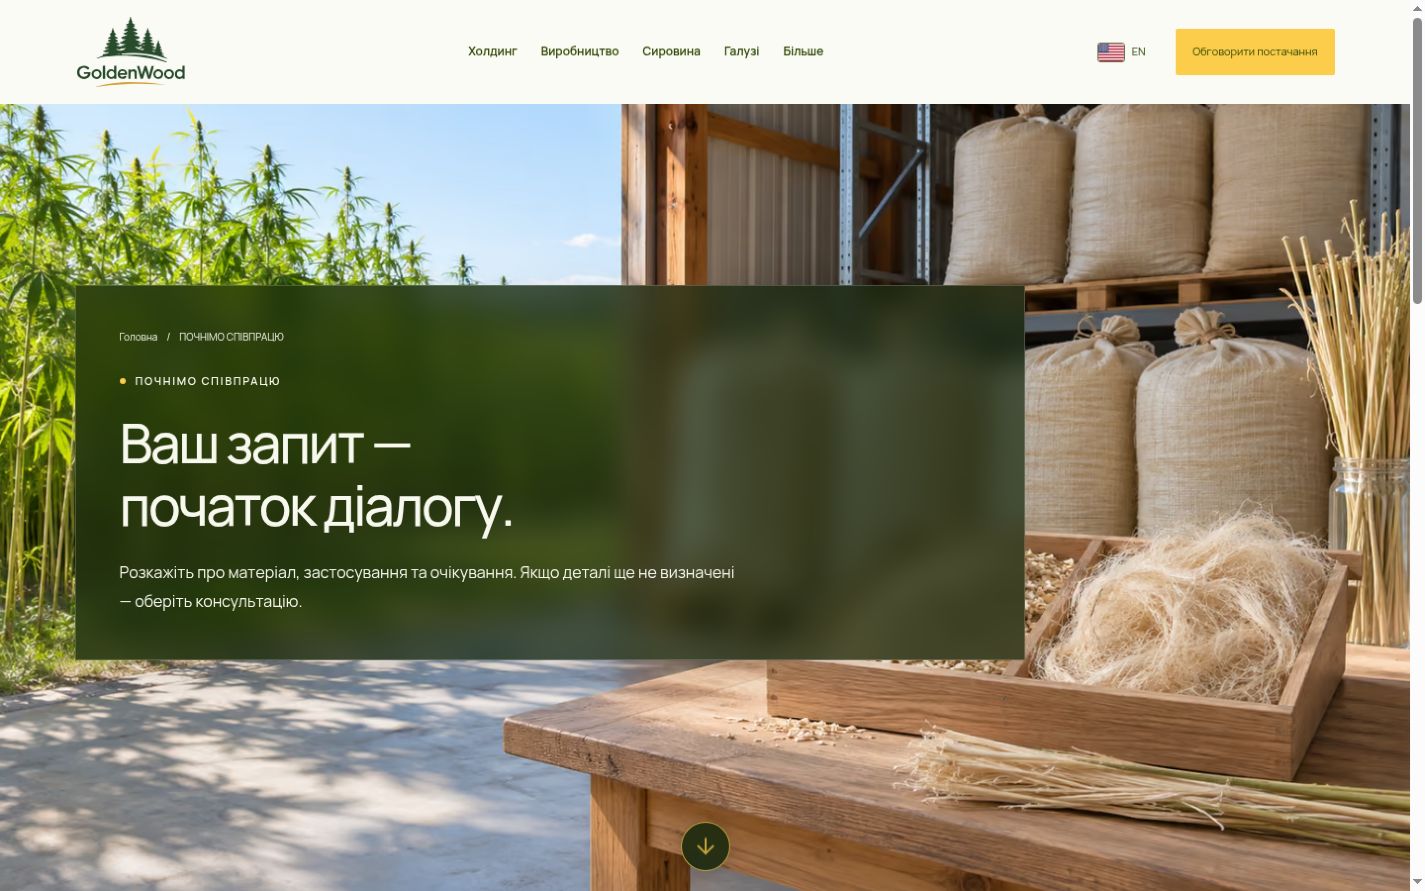 GoldenWood
Холдинг Виробництво Сировина Галузі Більше
EN
Обговорити постачання
Головна / ПОЧНІМО СПІВПРАЦЮ
ПОЧНІМО СПІВПРАЦЮ
Ваш запит —
початок діалогу.
Розкажіть про матеріал, застосування та очікування. Якщо деталі ще не визначені
— оберіть консультацію.